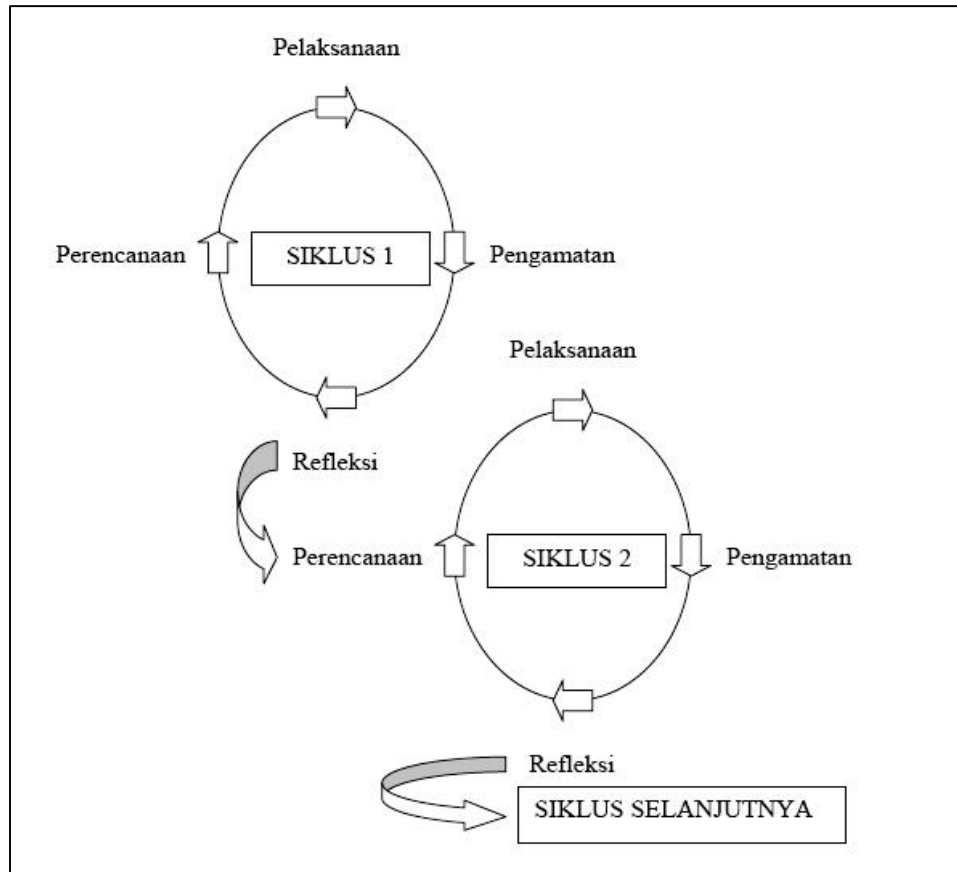 Pelaksanaan
Perencanaan
SIKLUS 1
Pengamatan
Refleksi
Pelaksanaan
Perencanaan
SIKLUS 2
Pengamatan
Refleksi
SIKLUS SELANJUTNYA